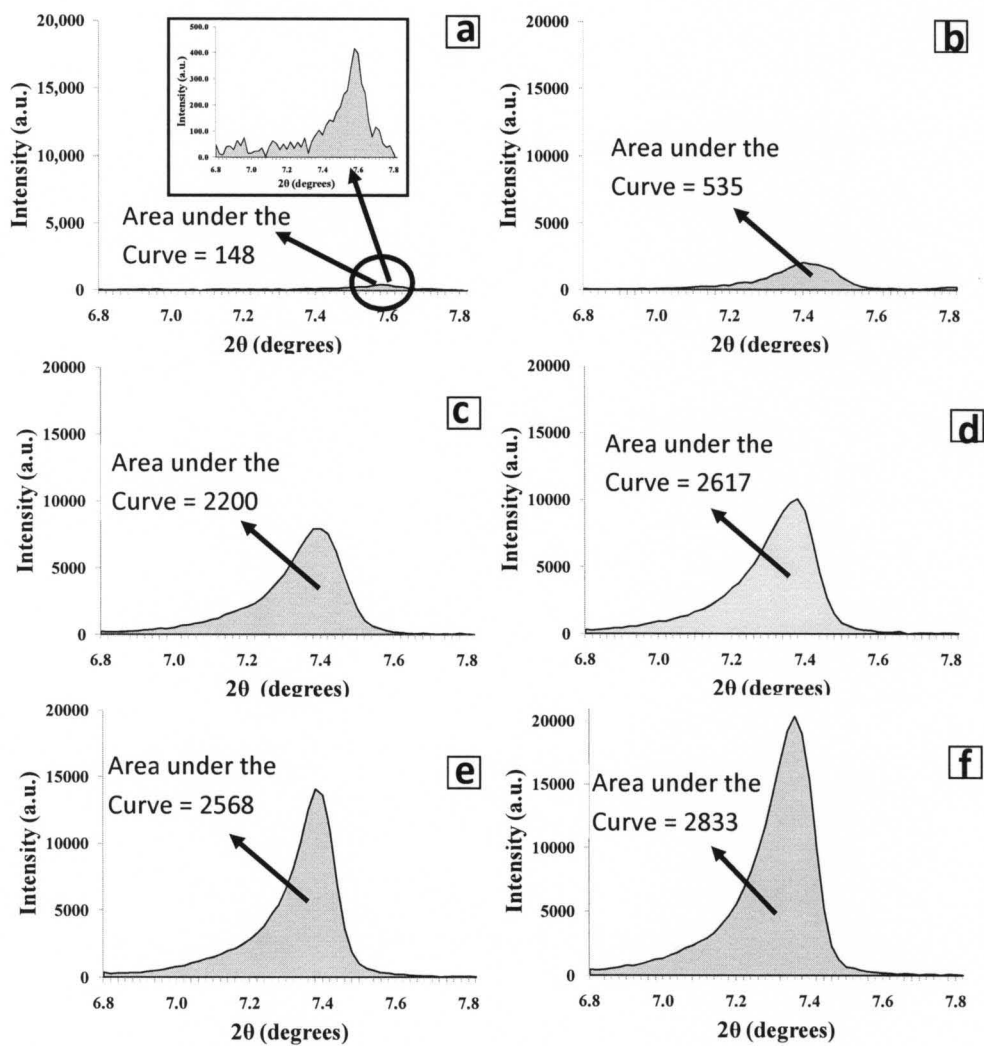 a
20,000
15,000
10,000
5,000
0
Intensity (a.u.)
6.8 7.0 7.2 7.4 7.6 7.8
2θ (degrees)
500.0
400.0
300.0
200.0
100.0
0.0
Intensity (a.u.)
6.8 7.0 7.2 7.4 7.6 7.8
2θ (degrees)
Area under the
Curve = 148
b
20000
15000
10000
5000
0
Intensity (a.u.)
6.8 7.0 7.2 7.4 7.6 7.8
2θ (degrees)
Area under the
Curve = 535
c
20000
15000
10000
5000
0
Intensity (a.u.)
6.8 7.0 7.2 7.4 7.6 7.8
2θ (degrees)
Area under the
Curve = 2200
d
20000
15000
10000
5000
0
Intensity (a.u.)
6.8 7.0 7.2 7.4 7.6 7.8
2θ (degrees)
Area under the
Curve = 2617
e
20000
15000
10000
5000
0
Intensity (a.u.)
6.8 7.0 7.2 7.4 7.6 7.8
2θ (degrees)
Area under the
Curve = 2568
f
20000
15000
10000
5000
0
Intensity (a.u.)
6.8 7.0 7.2 7.4 7.6 7.8
2θ (degrees)
Area under the
Curve = 2833